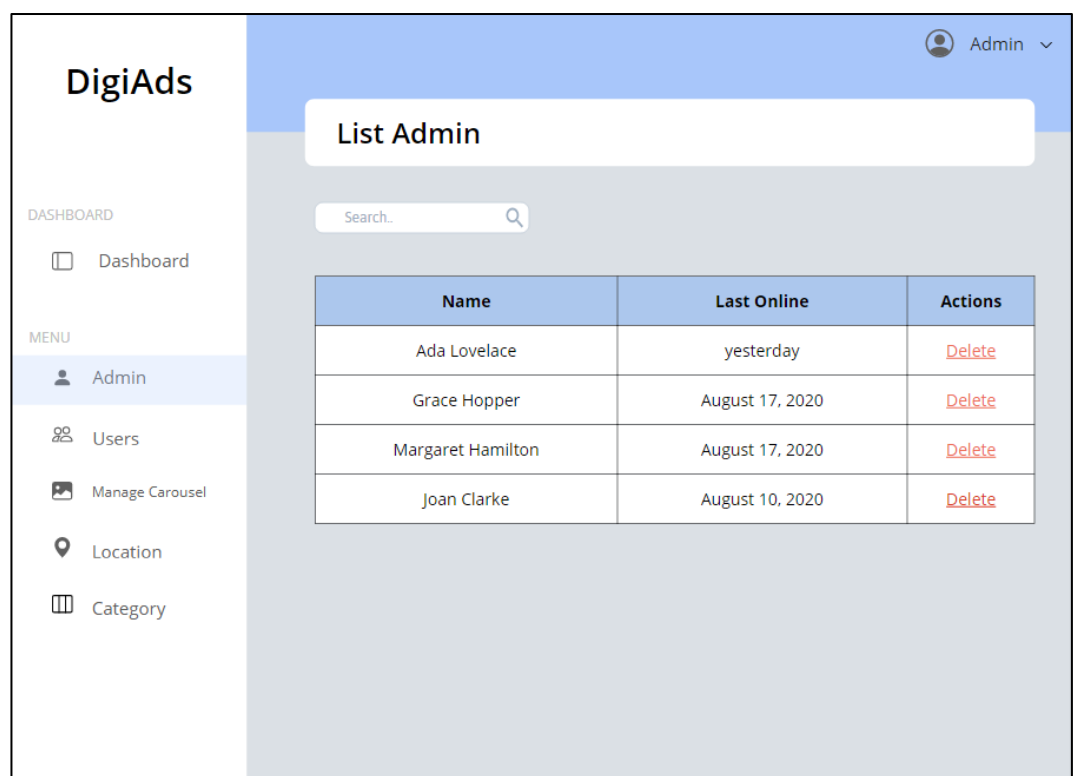 DigiAds
Admin
List Admin
DASHBOARD
Dashboard
Search..
MENU
Admin
Users
Manage Carousel
Location
Category
Name Last Online Actions
Ada Lovelace yesterday Delete
Grace Hopper August 17, 2020 Delete
Margaret Hamilton August 17, 2020 Delete
Joan Clarke August 10, 2020 Delete